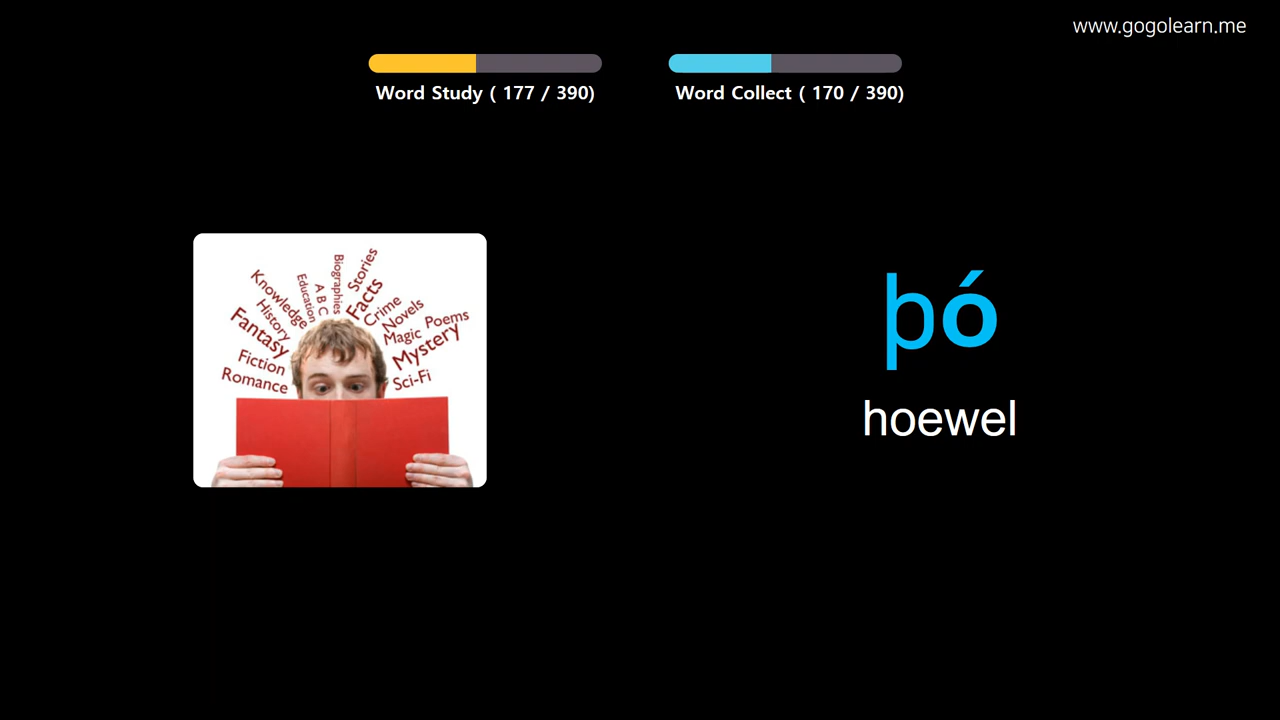 www.gogolearn.me
Word Study ( 177 / 390)
Word Collect ( 170 / 390)
Biographies
Stories
Knowledge
Education
A B C
Facts
History
Crime
Novels
Fantasy
Magic
Poems
Mystery
Fiction
Romance
Sci-Fi
þó
hoewel